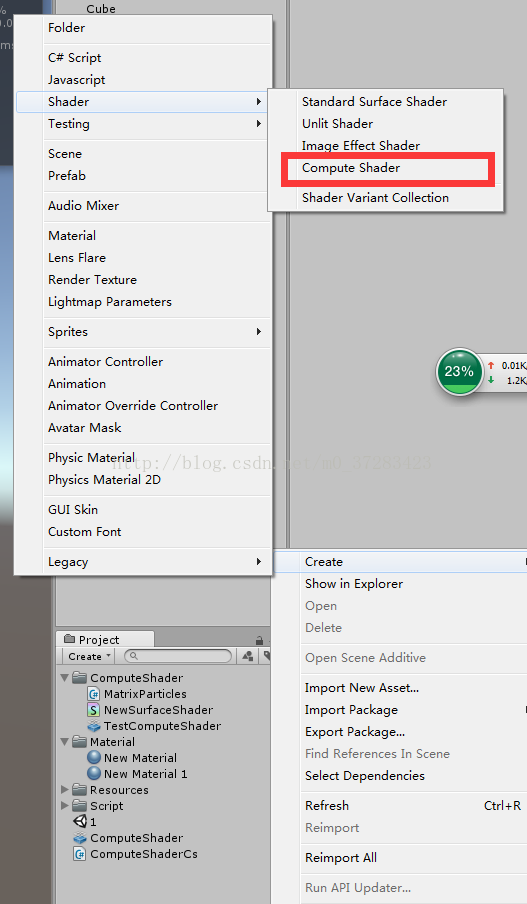 %
0.0
ms
Cube
Folder
C# Script
Javascript
Shader
Testing
Scene
Prefab
Audio Mixer
Material
Lens Flare
Render Texture
Lightmap Parameters
Sprites
Animator Controller
Animation
Animator Override Controller
Avatar Mask
Physic Material
Physics Material 2D
GUI Skin
Custom Font
Legacy
Standard Surface Shader
Unlit Shader
Image Effect Shader
Compute Shader
Shader Variant Collection
23%
0.01K/
1.2K/
http://blog.csdn.net/m0_37283423
Create
Show in Explorer
Open
Delete
Open Scene Additive
Import New Asset...
Import Package
Export Package...
Find References In Scene
Select Dependencies
Refresh Ctrl+R
Reimport
Reimport All
Run API Updater...
Project
Create
ComputeShader
MatrixParticles
NewSurfaceShader
TestComputeShader
Material
New Material
New Material 1
Resources
Script
1
ComputeShader
ComputeShaderCs